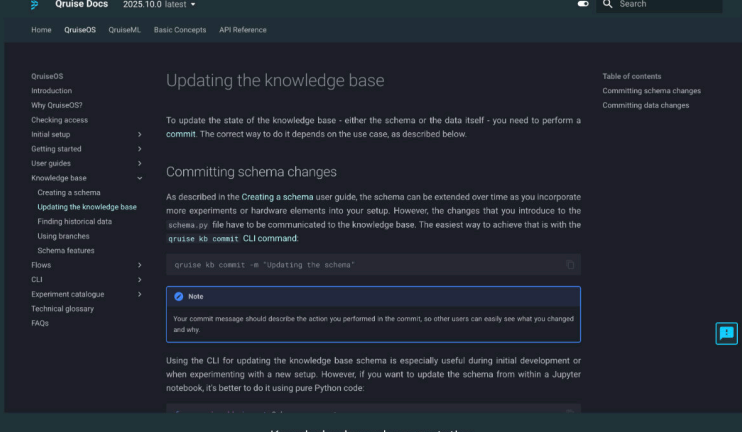 Qruise Docs 2025.10.0 latest
Search
Home QruiseOS QruiseML Basic Concepts API Reference
QruiseOS
Introduction
Why QruiseOS?
Checking access
Initial setup
Getting started
User guides
Knowledge base
Creating a schema
Updating the knowledge base
Finding historical data
Using branches
Schema features
Flows
CLI
Experiment catalogue
Technical glossary
FAQs
Updating the knowledge base
To update the state of the knowledge base - either the schema or the data itself - you need to perform a
commit. The correct way to do it depends on the use case, as described below.
Committing schema changes
As described in the Creating a schema user guide, the schema can be extended over time as you incorporate
more experiments or hardware elements into your setup. However, the changes that you introduce to the
schema.py file have to be communicated to the knowledge base. The easiest way to achieve that is with the
qruise kb commit CLI command:
qruise kb commit -m "Updating the schema"
Note
Your commit message should describe the action you performed in the commit, so other users can easily see what you changed
and why.
Using the CLI for updating the knowledge base schema is especially useful during initial development or
when experimenting with a new setup. However, if you want to update the schema from within a Jupyter
notebook, it's better to do it using pure Python code:
Table of contents
Committing schema changes
Committing data changes